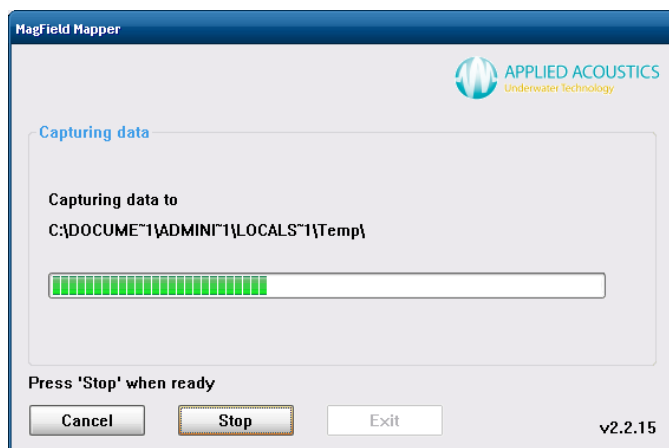 MagField Mapper
APPLIED ACOUSTICS
Underwater Technology
Capturing data
Capturing data to
C:\DOCUME~1\ADMINI~1\LOCALS~1\Temp\
Press 'Stop' when ready
Cancel
Stop
Exit
v2.2.15